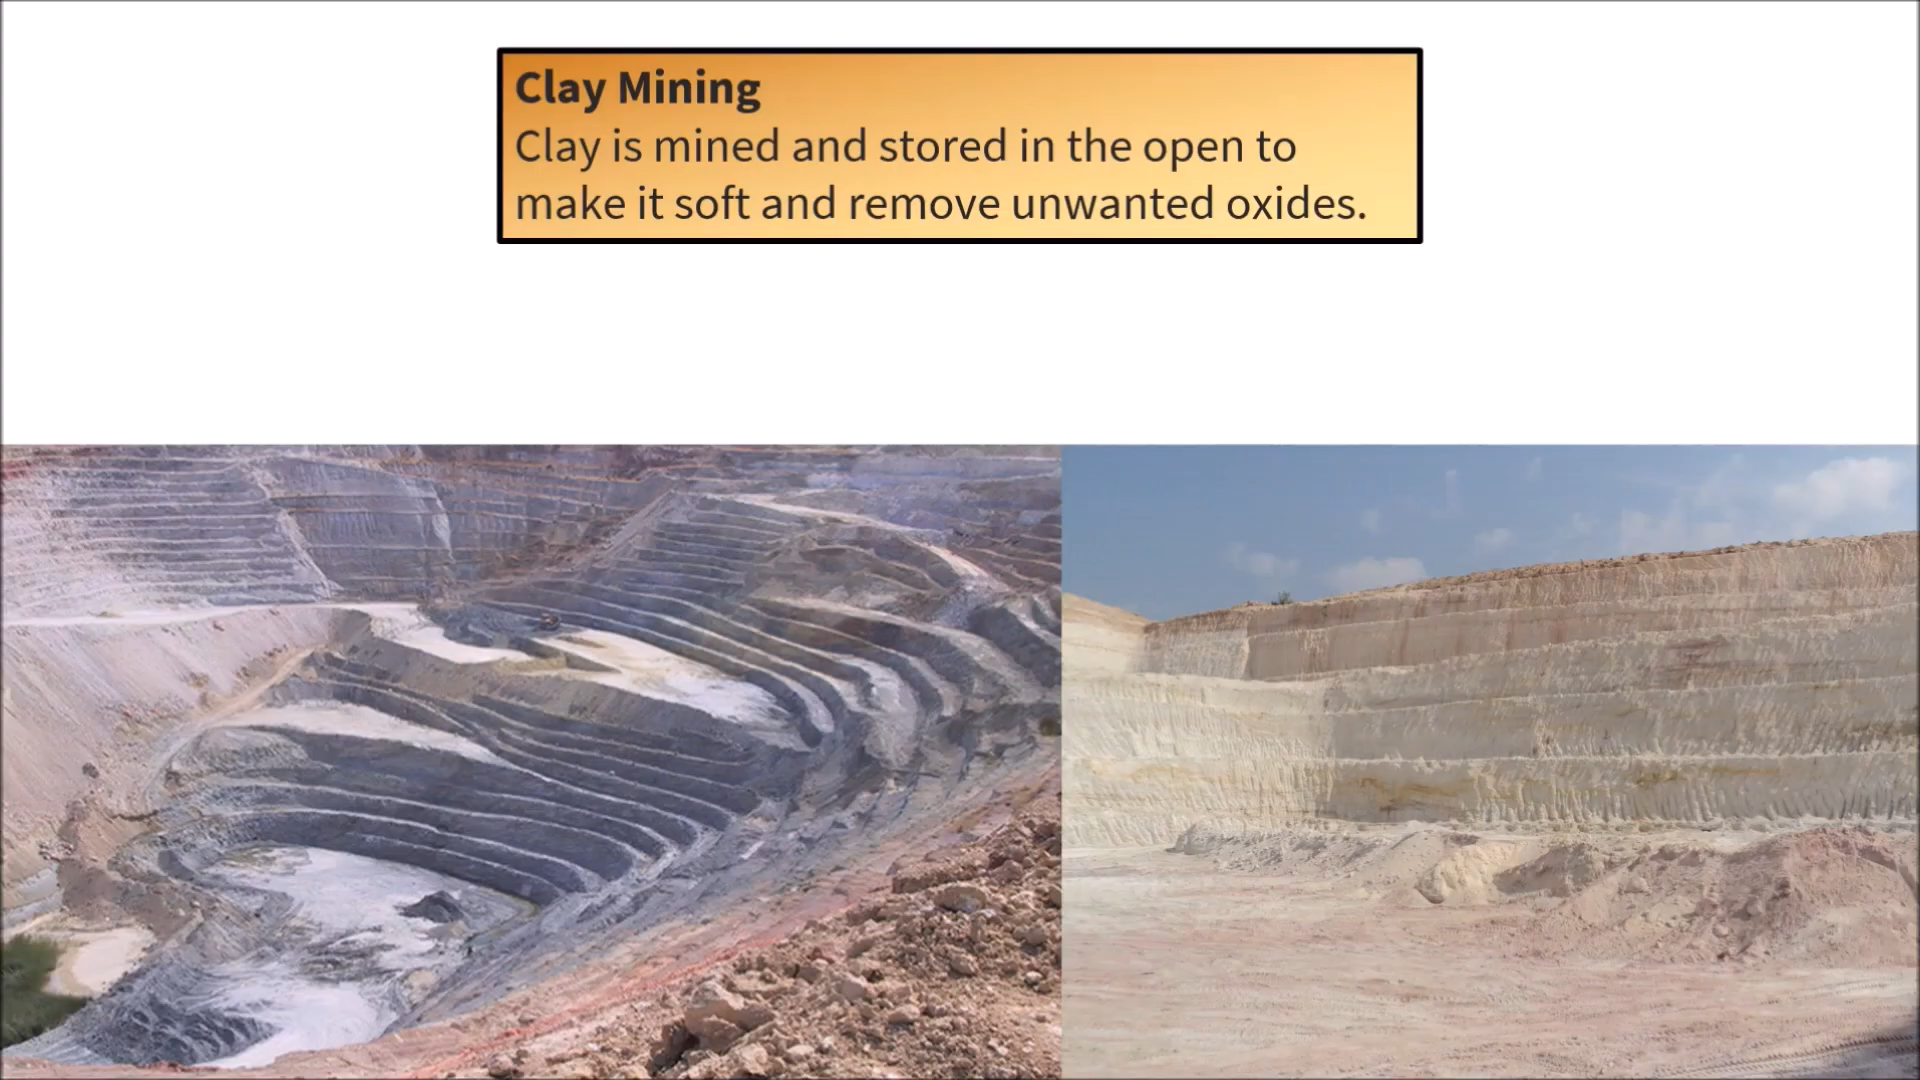 Clay Mining
Clay is mined and stored in the open to
make it soft and remove unwanted oxides.